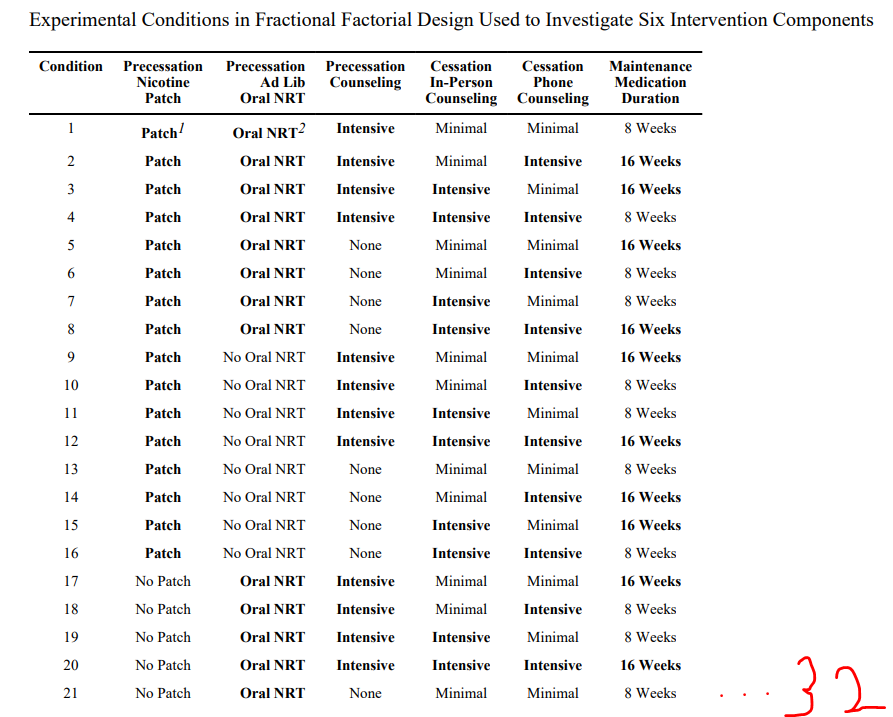 Experimental Conditions in Fractional Factorial Design Used to Investigate Six Intervention Components
Condition Precessation Precessation Precessation Cessation Cessation Maintenance
Nicotine Ad Lib Counseling In-Person Phone Medication
Patch Oral NRT Counseling Counseling Duration
1 Patch1 Oral NRT2 Intensive Minimal Minimal 8 Weeks
2 Patch Oral NRT Intensive Minimal Intensive 16 Weeks
3 Patch Oral NRT Intensive Intensive Minimal 16 Weeks
4 Patch Oral NRT Intensive Intensive Intensive 8 Weeks
5 Patch Oral NRT None Minimal Minimal 16 Weeks
6 Patch Oral NRT None Minimal Intensive 8 Weeks
7 Patch Oral NRT None Intensive Minimal 8 Weeks
8 Patch Oral NRT None Intensive Intensive 16 Weeks
9 Patch No Oral NRT Intensive Minimal Minimal 16 Weeks
10 Patch No Oral NRT Intensive Minimal Intensive 8 Weeks
11 Patch No Oral NRT Intensive Intensive Minimal 8 Weeks
12 Patch No Oral NRT Intensive Intensive Intensive 16 Weeks
13 Patch No Oral NRT None Minimal Minimal 8 Weeks
14 Patch No Oral NRT None Minimal Intensive 16 Weeks
15 Patch No Oral NRT None Intensive Minimal 16 Weeks
16 Patch No Oral NRT None Intensive Intensive 8 Weeks
17 No Patch Oral NRT Intensive Minimal Minimal 16 Weeks
18 No Patch Oral NRT Intensive Minimal Intensive 8 Weeks
19 No Patch Oral NRT Intensive Intensive Minimal 8 Weeks
20 No Patch Oral NRT Intensive Intensive Intensive 16 Weeks
21 No Patch Oral NRT None Minimal Minimal 8 Weeks ... 32